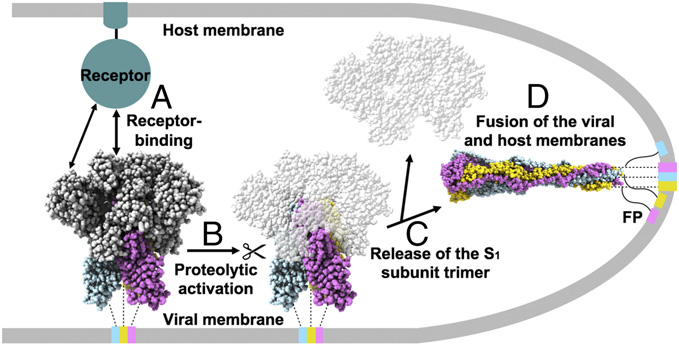 Host membrane
Receptor
A
Receptor-
binding
B
Proteolytic
activation
Viral membrane
C
Release of the S1
subunit trimer
D
Fusion of the viral
and host membranes
FP